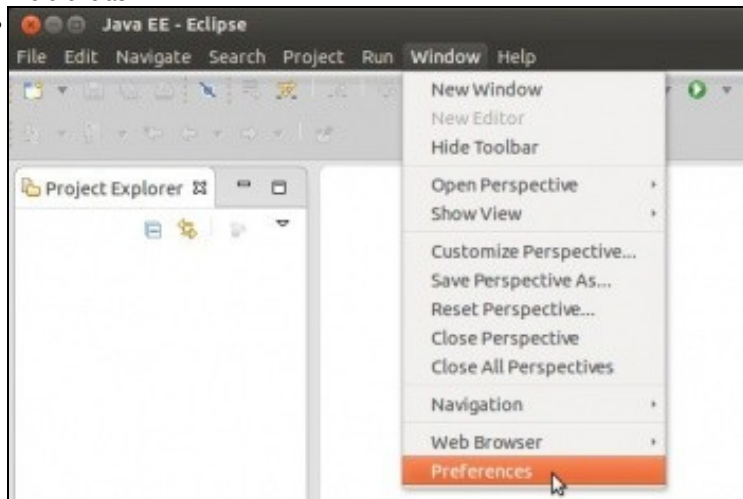 Java EE - Eclipse
File Edit Navigate Search Project Run Window Help
New Window
New Editor
Hide Toolbar
Project Explorer
Open Perspective
Show View
Customize Perspective...
Save Perspective As...
Reset Perspective...
Close Perspective
Close All Perspectives
Navigation
Web Browser
Preferences